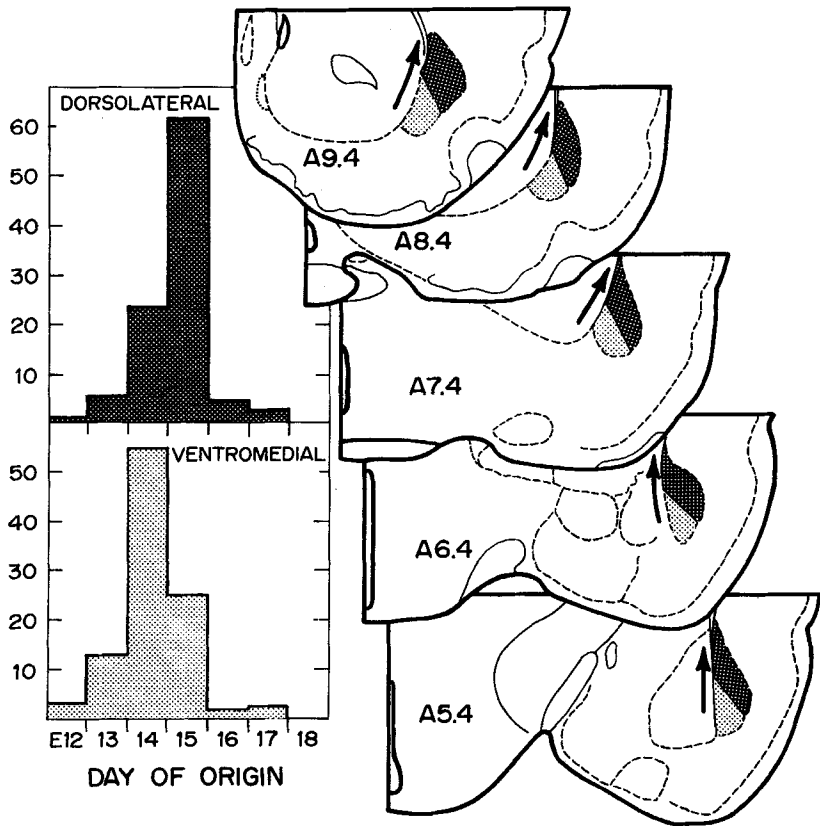 DORSOLATERAL
60
50
40
30
20
10
VENTROMEDIAL
50
40
30
20
10
E12 13 14 15 16 17 18
DAY OF ORIGIN
A9.4
A8.4
A7.4
A6.4
A5.4